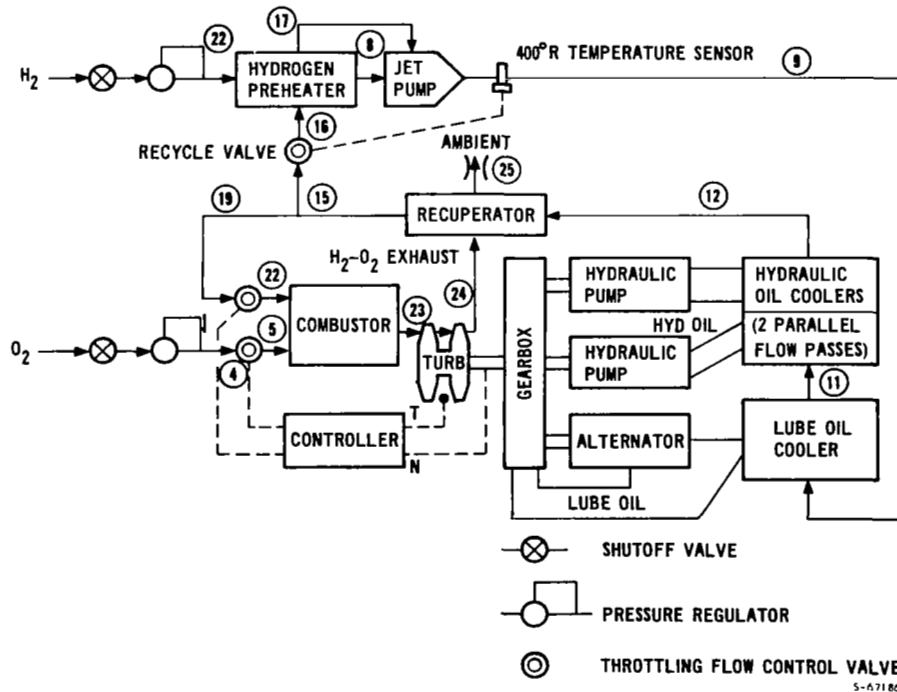 17
22
8
400°R TEMPERATURE SENSOR
9
H2
HYDROGEN
PREHEATER
JET
PUMP
16
RECYCLE VALVE
AMBIENT
25
19
15
12
RECUPERATOR
H2-O2 EXHAUST
22
23
24
HYDRAULIC
PUMP
HYDRAULIC
OIL COOLERS
COMBUSTOR
5
HYD OIL
(2 PARALLEL
FLOW PASSES)
O2
4
TURB
GEARBOX
HYDRAULIC
PUMP
11
T
CONTROLLER
N
ALTERNATOR
LUBE OIL
COOLER
LUBE OIL
SHUTOFF VALVE
PRESSURE REGULATOR
THROTTLING FLOW CONTROL VALVE